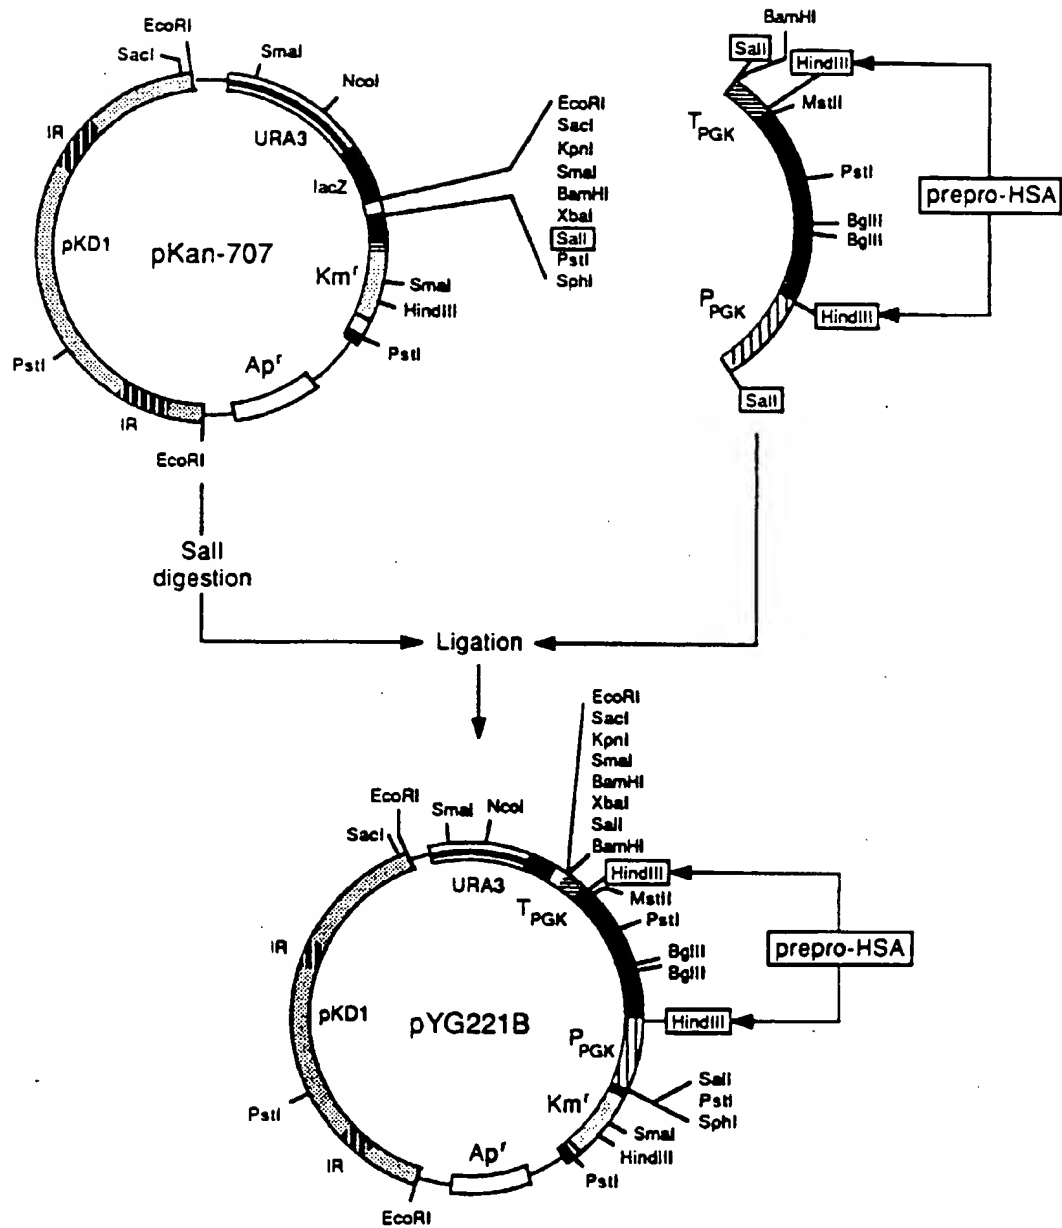 EcoRI
SacI
SmaI
NcoI
IR
URA3
lacZ
EcoRI
SacI
KpnI
SmaI
BamHI
XbaI
SalI
PstI
SphI
pKD1
pKan-707
Km^r
SmaI
HindIII
PstI
PstI
Ap^r
IR
EcoRI
BamHI
SalI
HindIII
MstII
T_PGK
PstI
prepro-HSA
BglII
BglII
P_PGK
HindIII
SalI
SalI
digestion
Ligation
EcoRI
SacI
KpnI
SmaI
BamHI
XbaI
SalI
BamHI
EcoRI
SacI
SmaI
NcoI
URA3
HindIII
MstII
T_PGK
PstI
IR
BglII
BglII
prepro-HSA
pKD1
pYG221B
HindIII
P_PGK
SalI
PstI
SphI
Km^r
PstI
SmaI
HindIII
IR
Ap^r
PstI
EcoRI